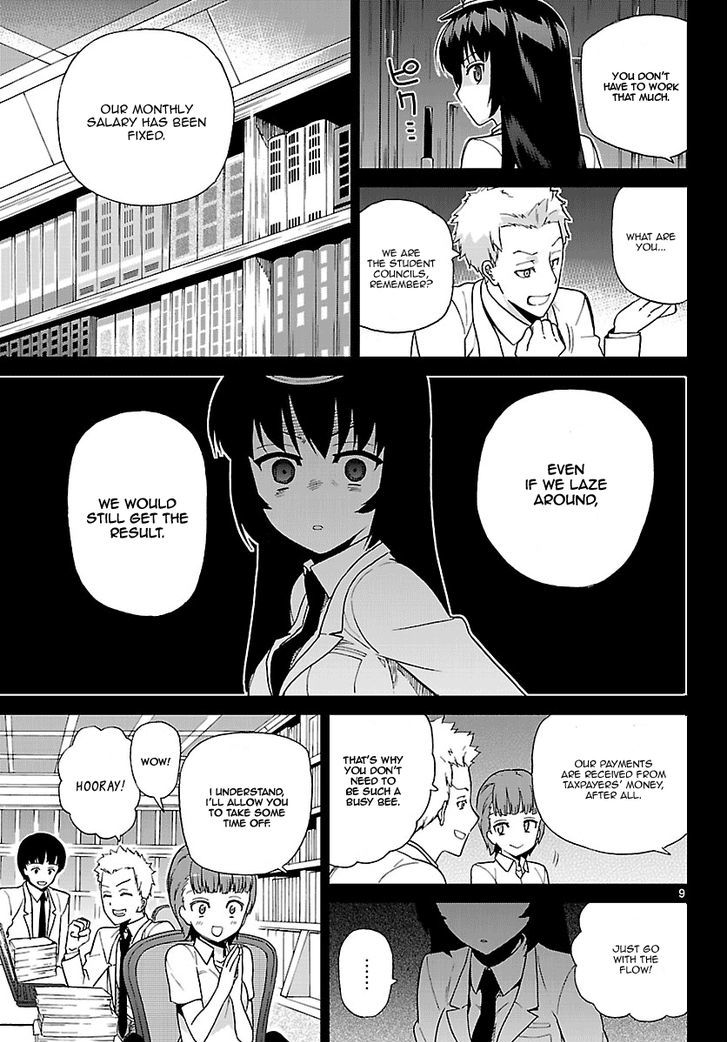 YOU DON'T
HAVE TO WORK
THAT MUCH.
ピクッ
OUR MONTHLY
SALARY HAS BEEN
FIXED.
WHAT ARE
YOU...
WE ARE
THE STUDENT
COUNCILS,
REMEMBER?
EVEN
IF WE LAZE
AROUND,
WE WOULD
STILL GET THE
RESULT.
OUR PAYMENTS
ARE RECEIVED FROM
TAXPAYERS' MONEY,
AFTER ALL.
THAT'S WHY
YOU DON'T
NEED TO
BE SUCH A
BUSY BEE.
9
JUST GO
WITH THE
FLOW!
......
I UNDERSTAND,
I'LL ALLOW YOU
TO TAKE SOME
TIME OFF.
WOW!
HOORAY!